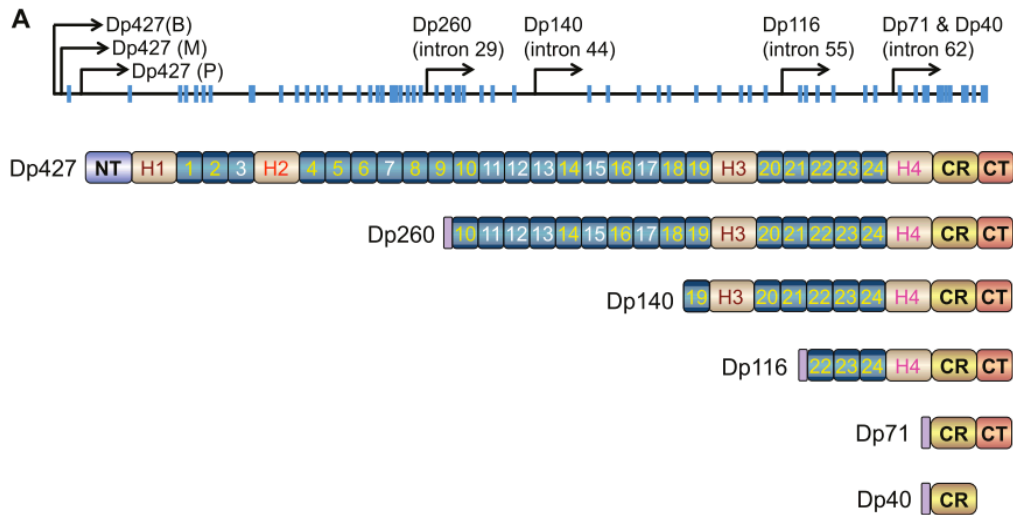 A
Dp427(B)
Dp427 (M)
Dp427 (P)
Dp260
(intron 29)
Dp140
(intron 44)
Dp116
(intron 55)
Dp71 & Dp40
(intron 62)
Dp427 NT H1 1 2 3 H2 4 5 6 7 8 9 10 11 12 13 14 15 16 17 18 19 H3 20 21 22 23 24 H4 CR CT
Dp260 10 11 12 13 14 15 16 17 18 19 H3 20 21 22 23 24 H4 CR CT
Dp140 19 H3 20 21 22 23 24 H4 CR CT
Dp116 22 23 24 H4 CR CT
Dp71 CR CT
Dp40 CR